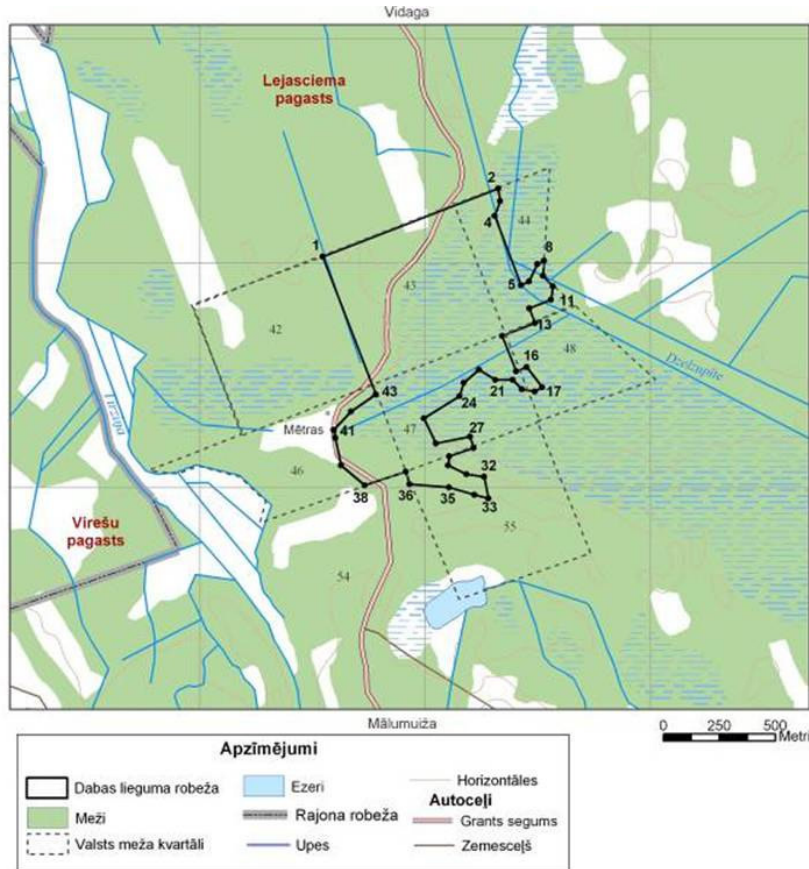 Vidaga
Lejasciema
pagasts
2
44
4
1
8
43
5
11
42
13
48
Dzelzupīte
16
17
21
43
24
Tirziņa
Mētras
41
47
27
46
32
38
36
35
33
Virešu
pagasts
55
54
Mālumuiža
0 250 500
Metri
Apzīmējumi
Dabas lieguma robeža
Ezeri
Horizontāles
Meži
Rajona robeža
Autoceļi
Grants segums
Valsts meža kvartāli
Upes
Zemesceļš